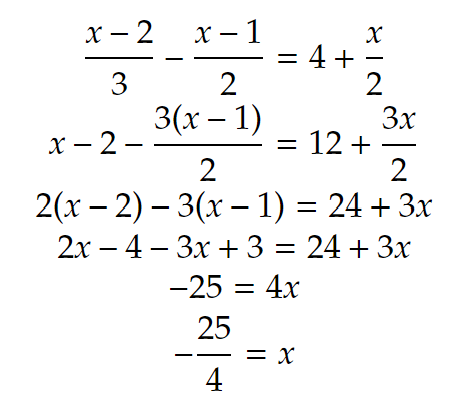 (x − 2)/3 − (x − 1)/2 = 4 + x/2
x − 2 − 3(x − 1)/2 = 12 + 3x/2
2(x − 2) − 3(x − 1) = 24 + 3x
2x − 4 − 3x + 3 = 24 + 3x
−25 = 4x
−25/4 = x